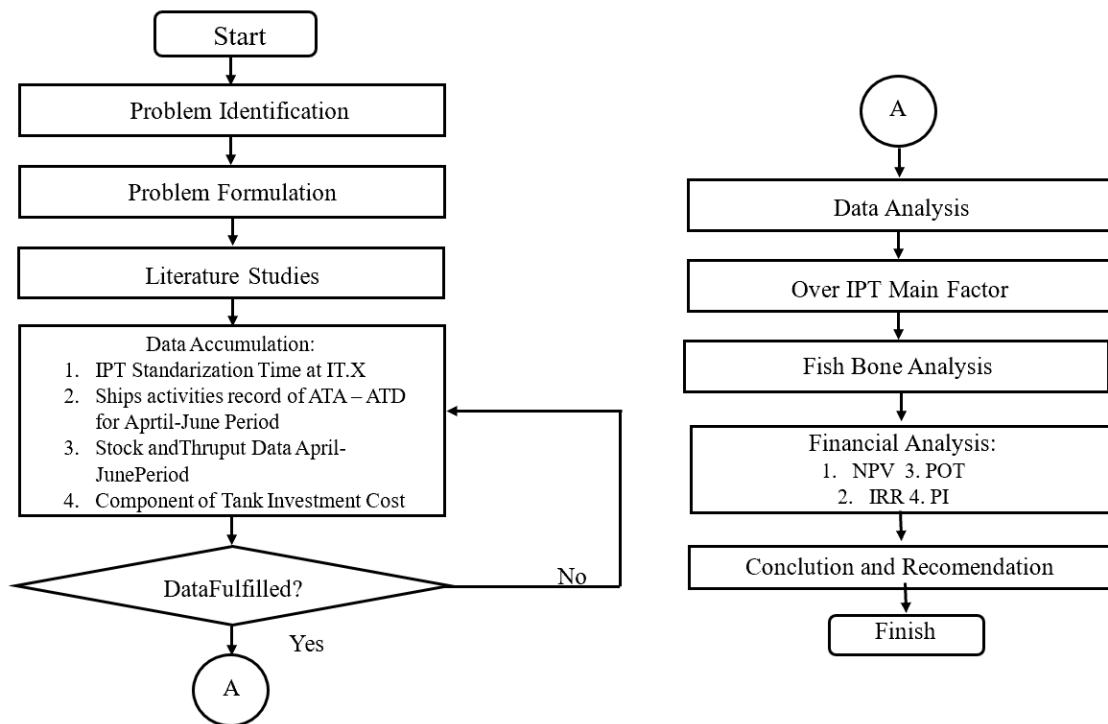 Start
Problem Identification
Problem Formulation
Literature Studies
Data Accumulation:
1. IPT Standarization Time at IT.X
2. Ships activities record of ATA – ATD
for Aprtil-June Period
3. Stock andThruput Data April-
JunePeriod
4. Component of Tank Investment Cost
DataFulfilled?
No
Yes
A
A
Data Analysis
Over IPT Main Factor
Fish Bone Analysis
Financial Analysis:
1. NPV 3. POT
2. IRR 4. PI
Conclution and Recomendation
Finish